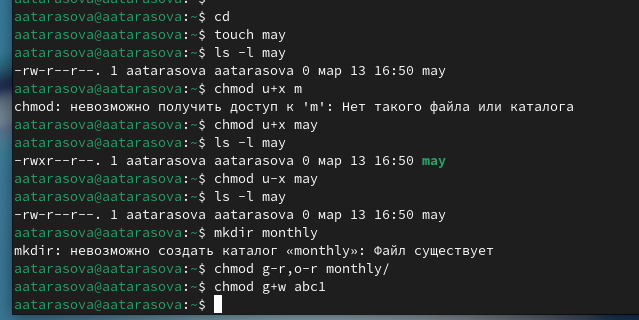 aatarasova@aatarasova:~$ cd
aatarasova@aatarasova:~$ touch may
aatarasova@aatarasova:~$ ls -l may
-rw-r--r--. 1 aatarasova aatarasova 0 мар 13 16:50 may
aatarasova@aatarasova:~$ chmod u+x m
chmod: невозможно получить доступ к 'm': Нет такого файла или каталога
aatarasova@aatarasova:~$ chmod u+x may
aatarasova@aatarasova:~$ ls -l may
-rwxr--r--. 1 aatarasova aatarasova 0 мар 13 16:50 may
aatarasova@aatarasova:~$ chmod u-x may
aatarasova@aatarasova:~$ ls -l may
-rw-r--r--. 1 aatarasova aatarasova 0 мар 13 16:50 may
aatarasova@aatarasova:~$ mkdir monthly
mkdir: невозможно создать каталог «monthly»: Файл существует
aatarasova@aatarasova:~$ chmod g-r,o-r monthly/
aatarasova@aatarasova:~$ chmod g+w abc1
aatarasova@aatarasova:~$